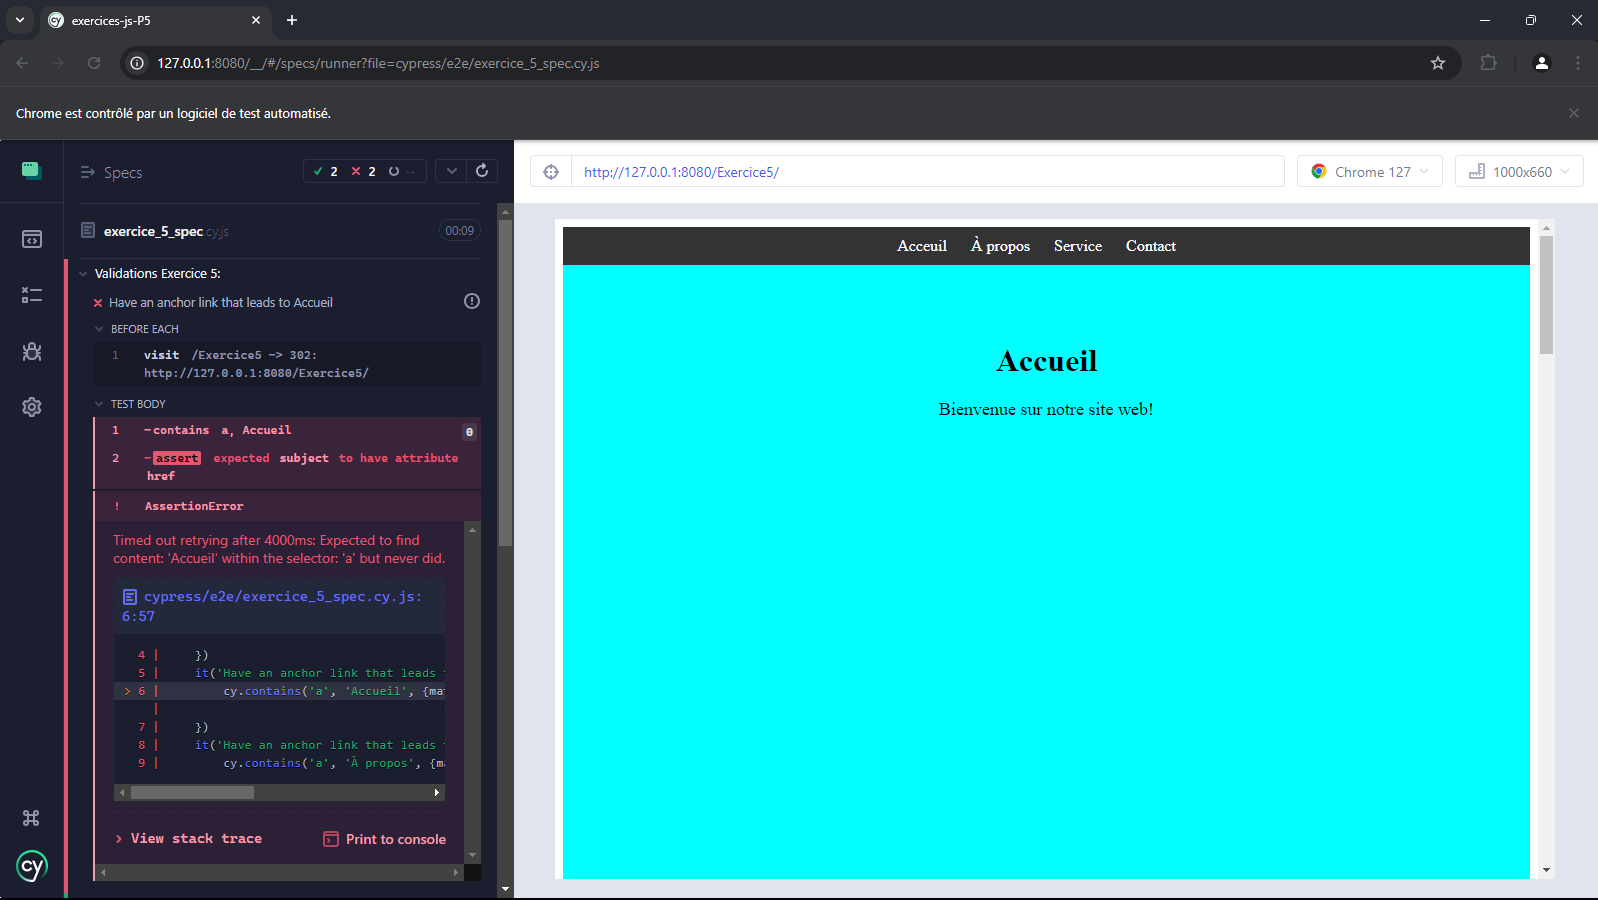 exercices-js-P5
127.0.0.1:8080/__/#/specs/runner?file=cypress/e2e/exercice_5_spec.cy.js
Chrome est contrôlé par un logiciel de test automatisé.
Specs
2 2 --
exercice_5_spec.cy.js
00:09
Validations Exercice 5:
Have an anchor link that leads to Accueil
BEFORE EACH
1 visit /Exercice5 -> 302:
http://127.0.0.1:8080/Exercice5/
TEST BODY
1 -contains a, Accueil 0
2 -assert expected subject to have attribute
href
! AssertionError
Timed out retrying after 4000ms: Expected to find
content: 'Accueil' within the selector: 'a' but never did.
cypress/e2e/exercice_5_spec.cy.js:
6:57
4 | })
5 | it('Have an anchor link that leads
> 6 | cy.contains('a', 'Accueil', {ma
|
7 | })
8 | it('Have an anchor link that leads
9 | cy.contains('a', 'À propos', {m
> View stack trace
Print to console
cy
http://127.0.0.1:8080/Exercice5/
Chrome 127
1000x660
Acceuil À propos Service Contact
Accueil
Bienvenue sur notre site web!